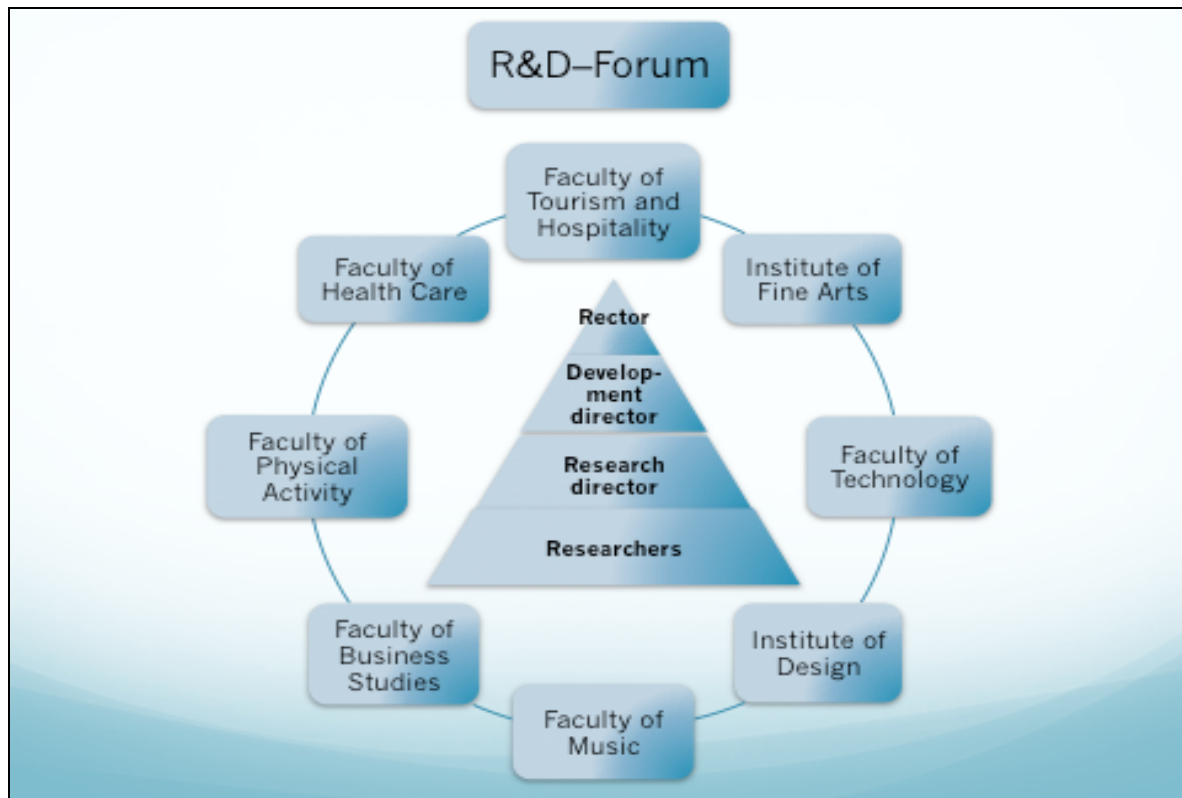 R&D–Forum
Faculty of
Tourism and
Hospitality
Institute of
Fine Arts
Faculty of
Technology
Institute of
Design
Faculty of
Music
Faculty of
Business
Studies
Faculty of
Physical
Activity
Faculty of
Health Care
Rector
Develop-
ment
director
Research
director
Researchers